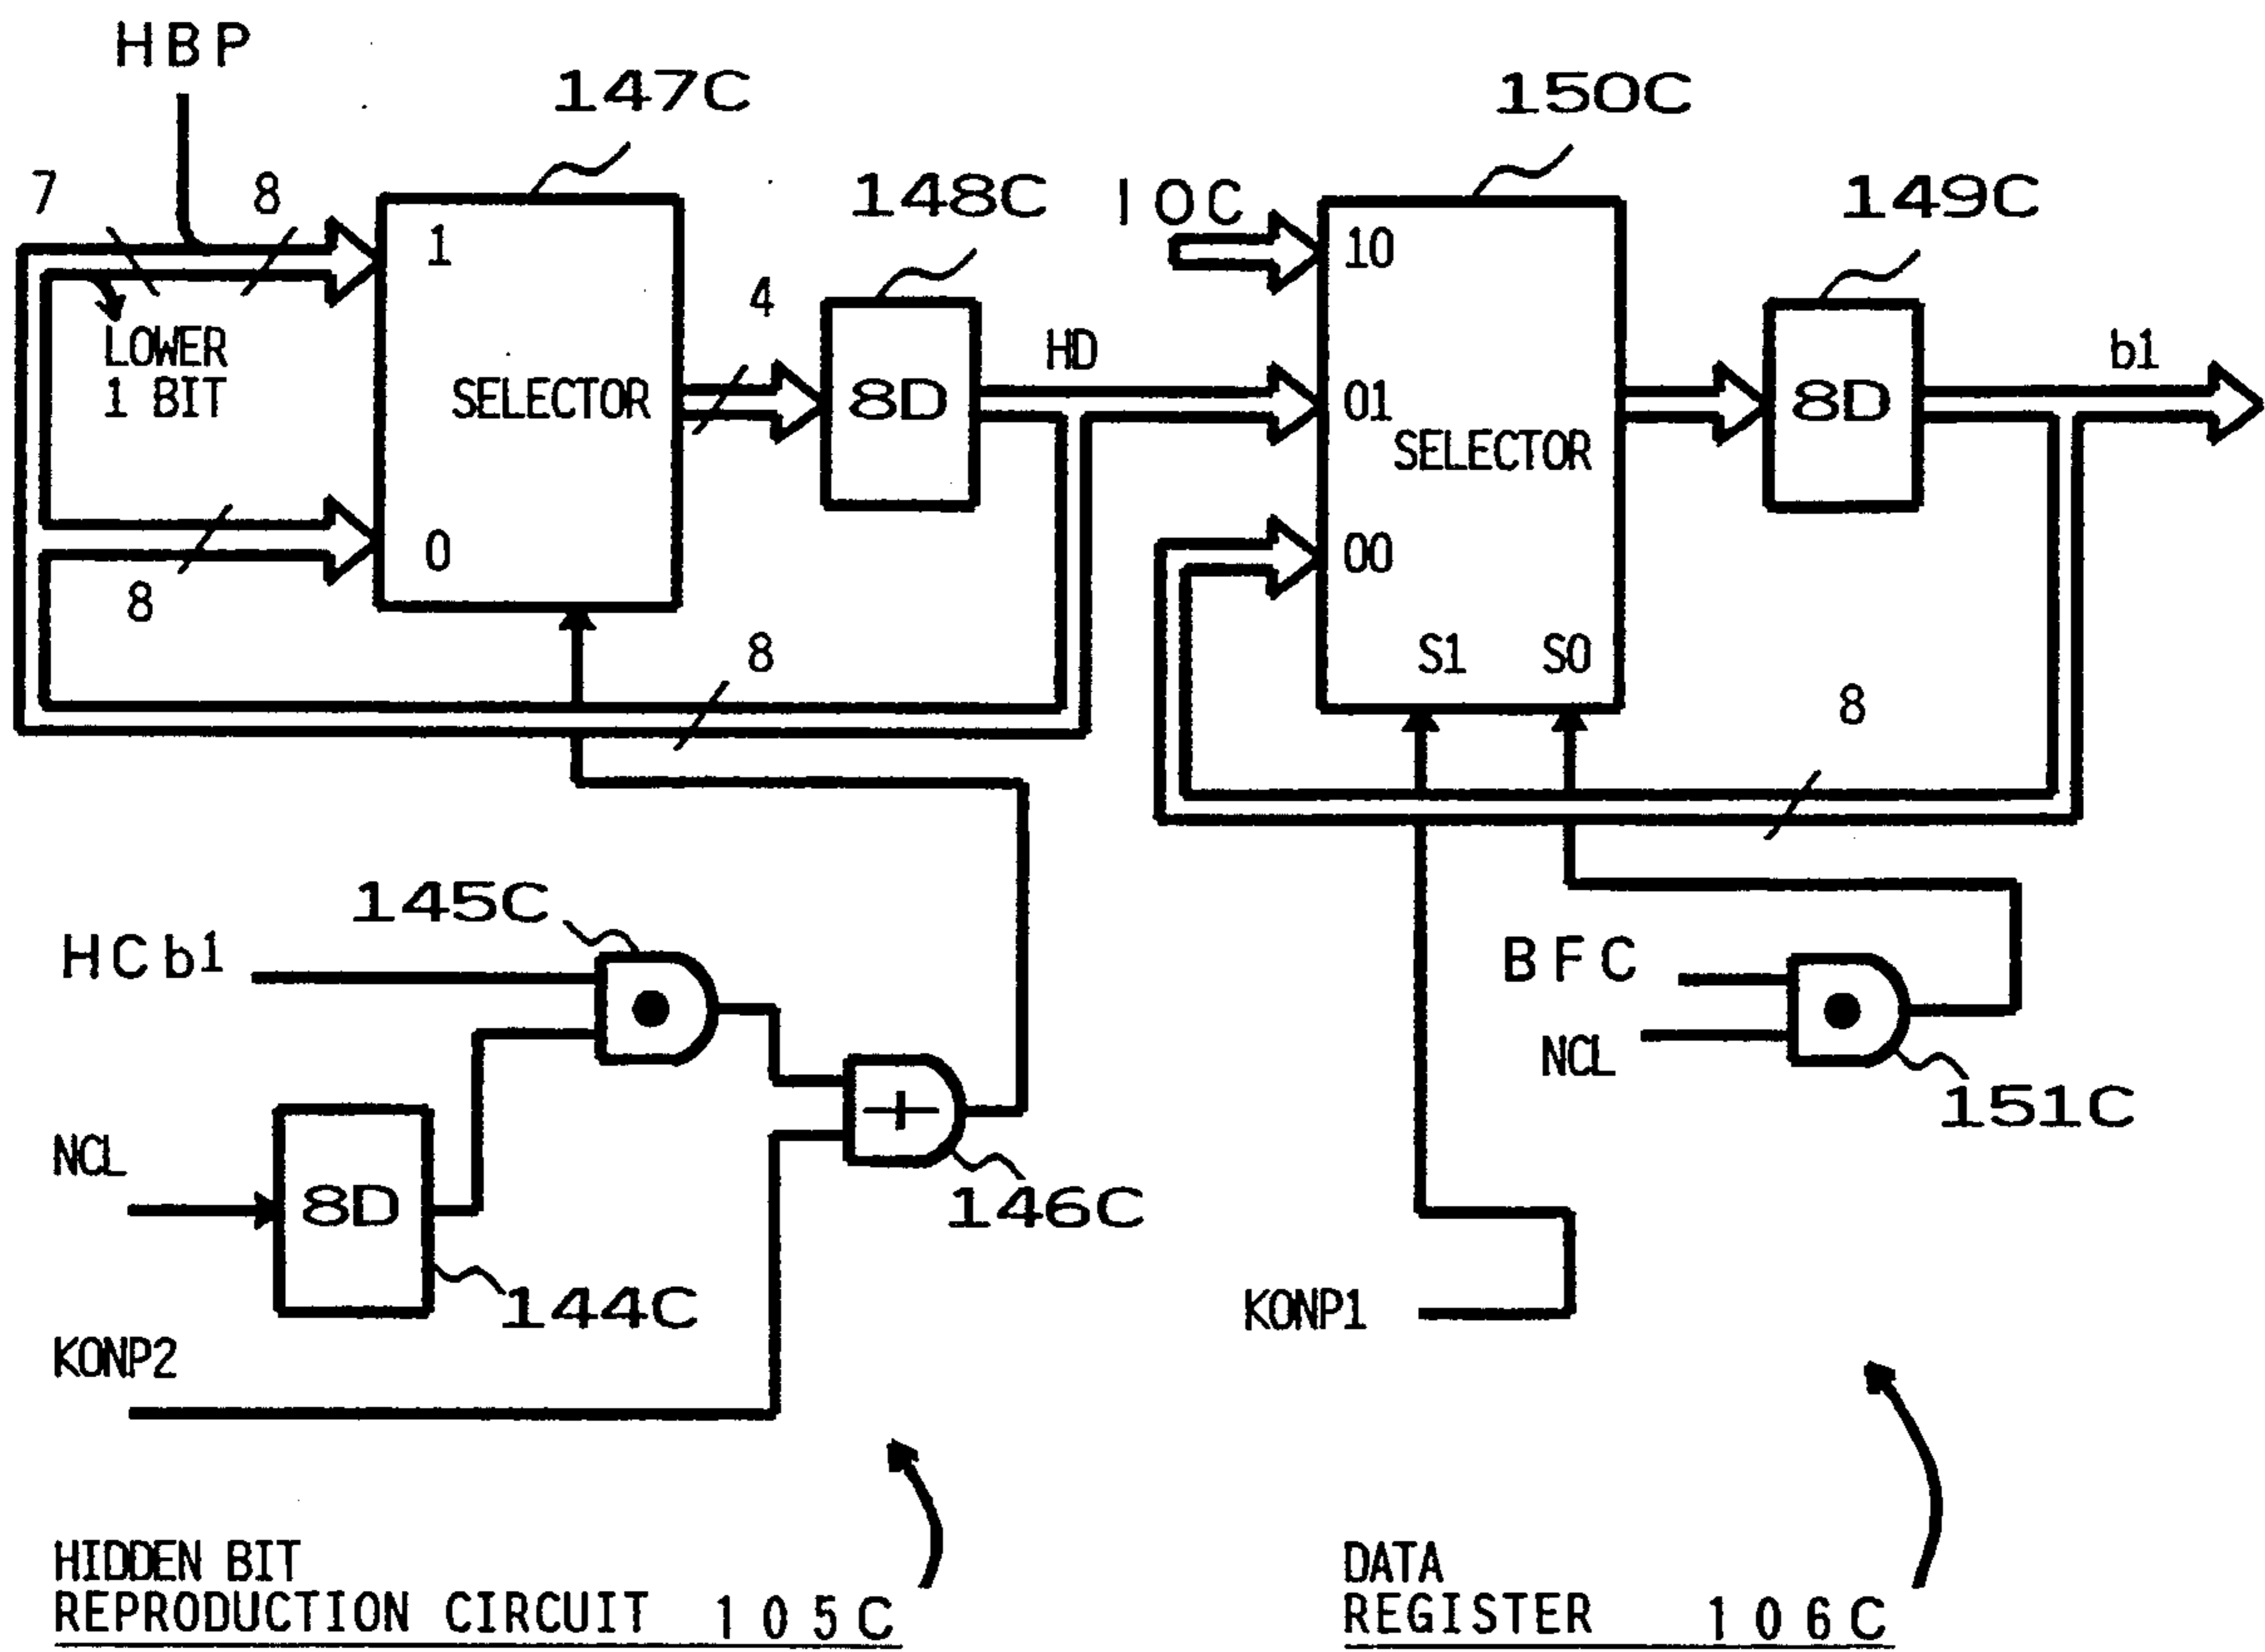 HBP
147C
150C
7
8
148C
IOC
149C
1
10
4
HD
b1
LOWER
1 BIT
SELECTOR
8D
01
SELECTOR
8D
0
00
8
8
S1
S0
8
145C
HCb1
BFC
NCL
151C
NCL
8D
146C
144C
KONP1
KONP2
HIDDEN BIT
REPRODUCTION CIRCUIT 105C
DATA
REGISTER 106C